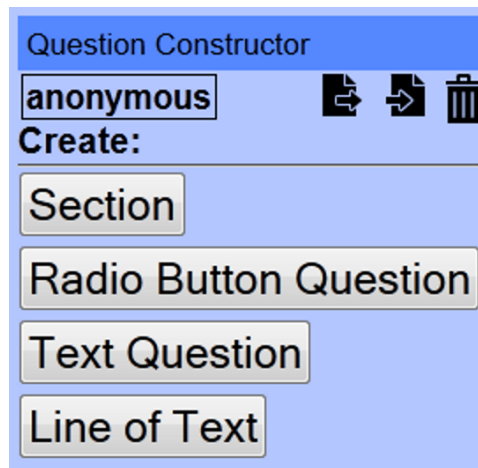 Question Constructor
anonymous
Create:
Section
Radio Button Question
Text Question
Line of Text